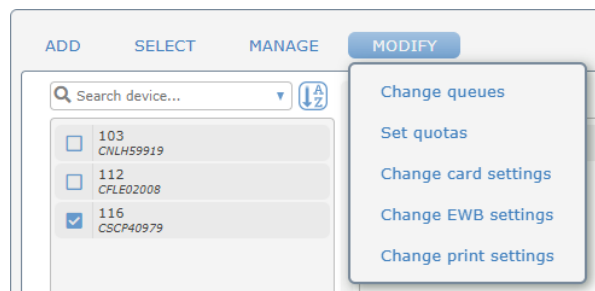 ADD SELECT MANAGE MODIFY
Search device...
103
CNLH59919
112
CFLE02008
116
CSCP40979
Change queues
Set quotas
Change card settings
Change EWB settings
Change print settings